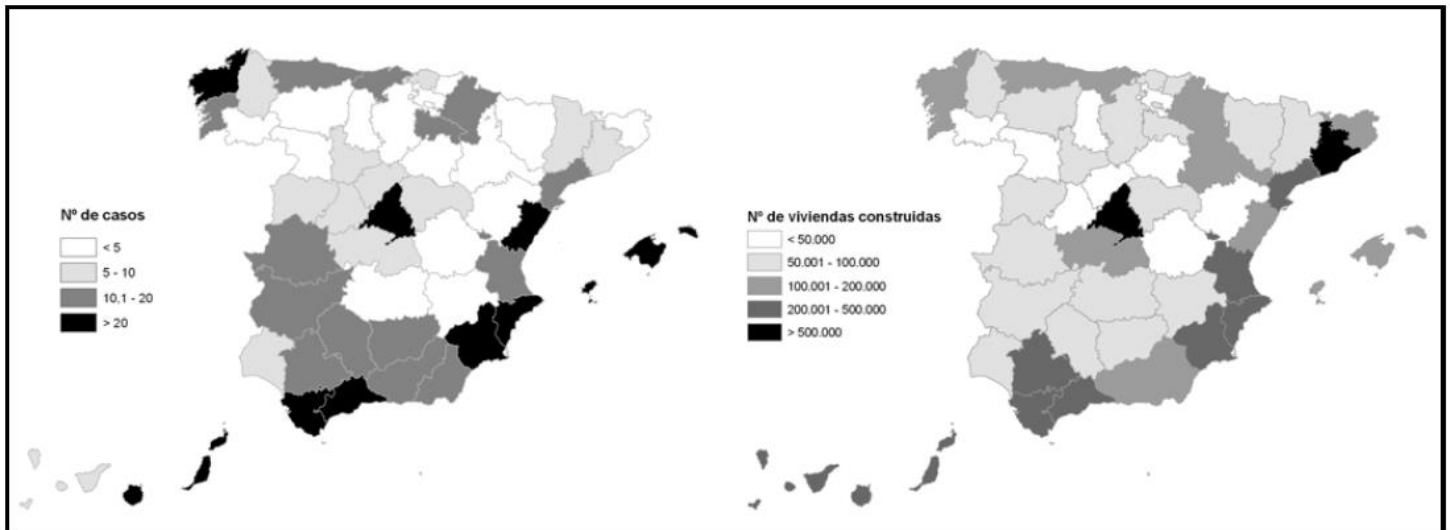 Nº de casos
< 5
5 - 10
10,1 - 20
> 20
Nº de viviendas construidas
< 50.000
50.001 - 100.000
100.001 - 200.000
200.001 - 500.000
> 500.000